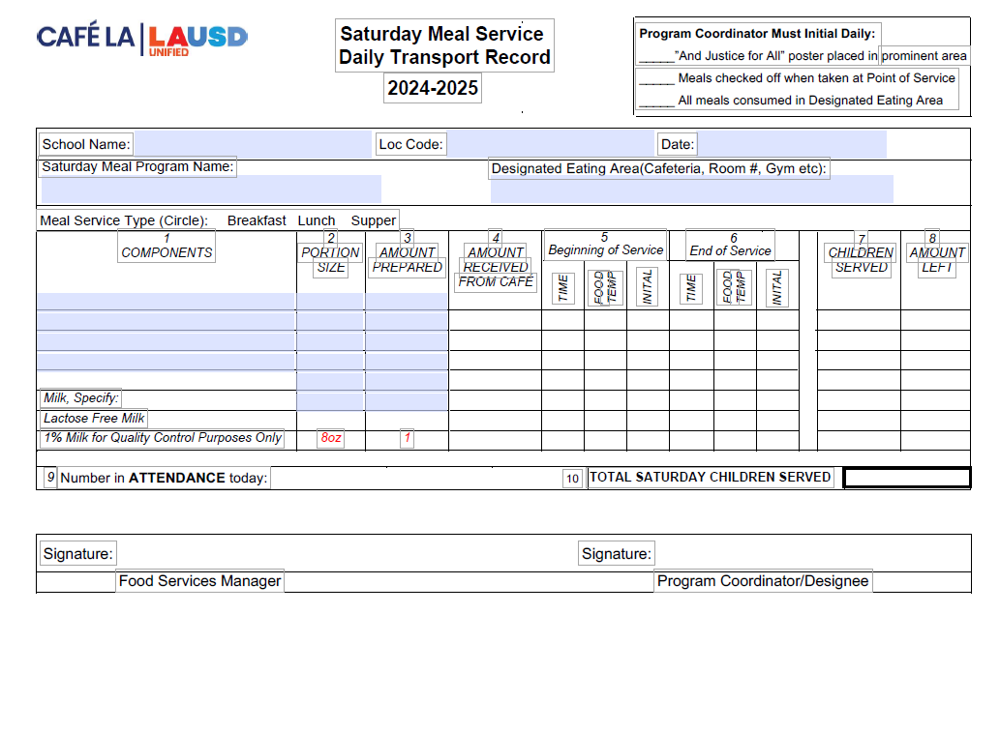 CAFÉ LA LAUSD
UNIFIED
Saturday Meal Service
Daily Transport Record
2024-2025
Program Coordinator Must Initial Daily:
_____"And Justice for All" poster placed in prominent area
_____ Meals checked off when taken at Point of Service
_____ All meals consumed in Designated Eating Area
School Name: Loc Code: Date:
Saturday Meal Program Name: Designated Eating Area(Cafeteria, Room #, Gym etc):
Meal Service Type (Circle): Breakfast Lunch Supper
1 2 3 4 5 6 7 8
COMPONENTS PORTION AMOUNT AMOUNT Beginning of Service End of Service CHILDREN AMOUNT
SIZE PREPARED RECEIVED SERVED LEFT
FROM CAFÉ
TIME FOOD TEMP INITAL TIME FOOD TEMP INITAL
Milk, Specify:
Lactose Free Milk
1% Milk for Quality Control Purposes Only 8oz 1
9 Number in ATTENDANCE today: 10 TOTAL SATURDAY CHILDREN SERVED
Signature: Signature:
Food Services Manager Program Coordinator/Designee